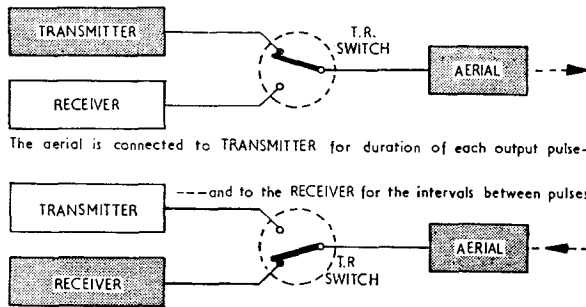 TRANSMITTER
T.R.
SWITCH
AERIAL
RECEIVER
The aerial is connected to TRANSMITTER for duration of each output pulse-
---and to the RECEIVER for the intervals between pulses
TRANSMITTER
AERIAL
RECEIVER
T.R
SWITCH